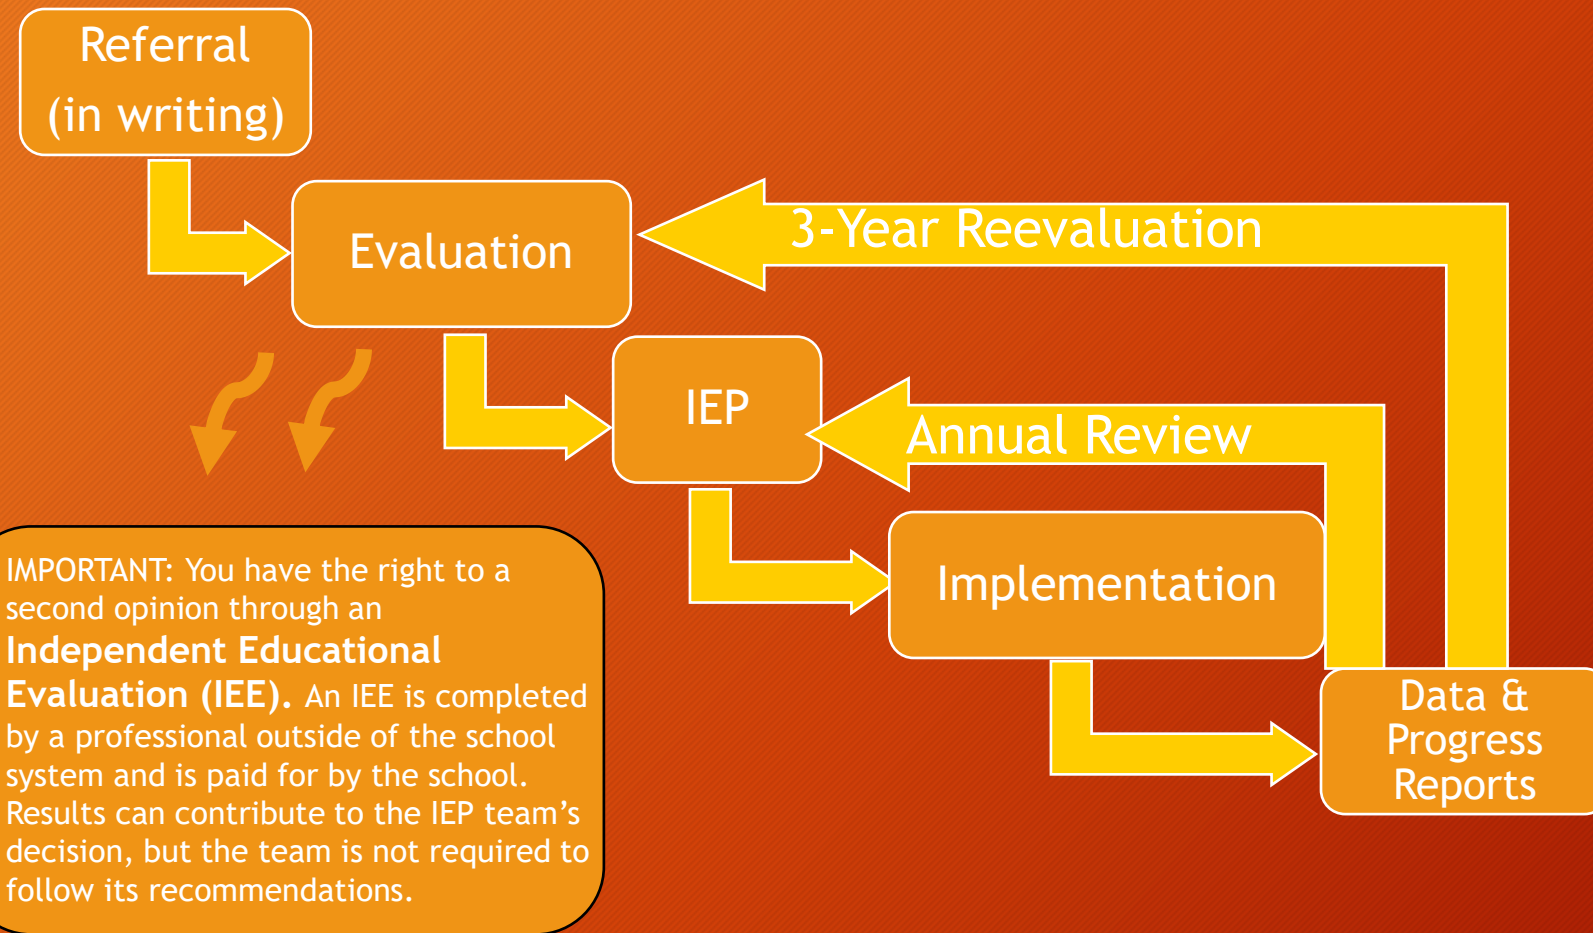 Referral
(in writing)
Evaluation
3-Year Reevaluation
IEP
Annual Review
Implementation
Data &
Progress
Reports
IMPORTANT: You have the right to a
second opinion through an
Independent Educational
Evaluation (IEE). An IEE is completed
by a professional outside of the school
system and is paid for by the school.
Results can contribute to the IEP team’s
decision, but the team is not required to
follow its recommendations.